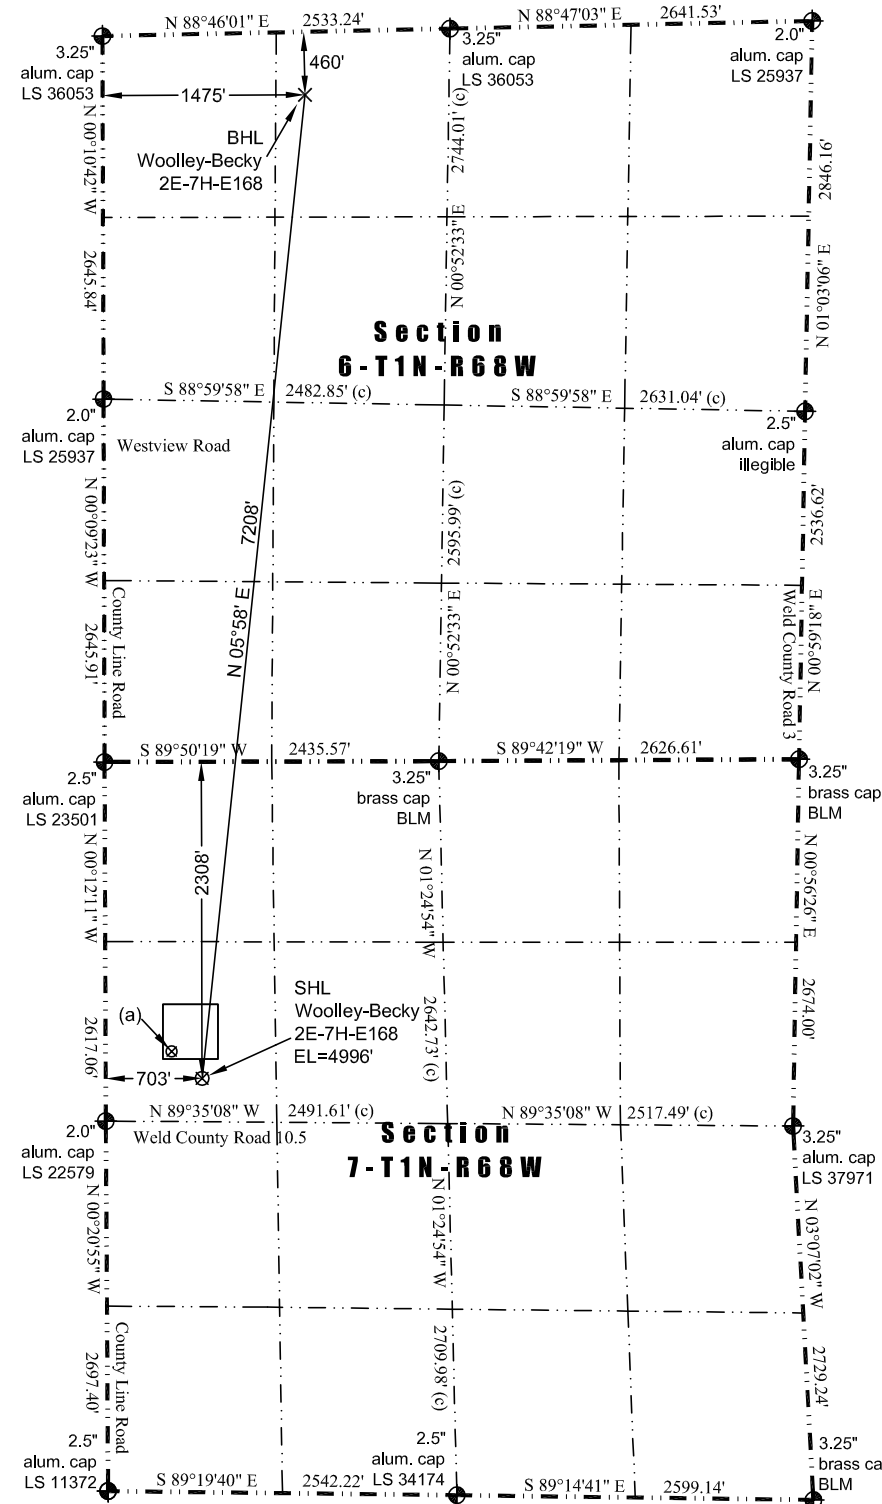 N 88°46'01" E 2533.24'
N 88°47'03" E 2641.53'
3.25"
alum. cap
LS 36053
460'
3.25"
alum. cap
LS 36053
2.0"
alum. cap
LS 25937
1475'
BHL
Woolley-Becky
2E-7H-E168
N 00°10'42" W
2645.84'
2744.01' (c)
N 00°52'33" E
2846.16'
N 01°03'06" E
Section
6-T1N-R68W
S 88°59'58" E 2482.85' (c)
S 88°59'58" E 2631.04' (c)
2.0"
alum. cap
LS 25937
Westview Road
2.5"
alum. cap
illegible
N 00°09'23" W
2645.91'
County Line Road
7208'
N 05°58' E
2595.99' (c)
N 00°52'33" E
2536.62'
N 00°59'18" E
Weld County Road 3
S 89°50'19" W 2435.57'
S 89°42'19" W 2626.61'
2.5"
alum. cap
LS 23501
3.25"
brass cap
BLM
3.25"
brass cap
BLM
N 00°12'11" W
2617.06'
2308'
N 01°24'54" W
2642.73' (c)
N 00°56'26" E
2674.00'
(a)
SHL
Woolley-Becky
2E-7H-E168
EL=4996'
703'
N 89°35'08" W 2491.61' (c)
N 89°35'08" W 2517.49' (c)
2.0"
alum. cap
LS 22579
Weld County Road 10.5
Section
7-T1N-R68W
3.25"
alum. cap
LS 37971
N 00°20'55" W
2697.40'
County Line Road
N 01°24'54" W
2709.98' (c)
N 03°07'02" W
2729.24'
2.5"
alum. cap
LS 11372
2.5"
alum. cap
LS 34174
3.25"
brass ca
BLM
S 89°19'40" E 2542.22'
S 89°14'41" E 2599.14'